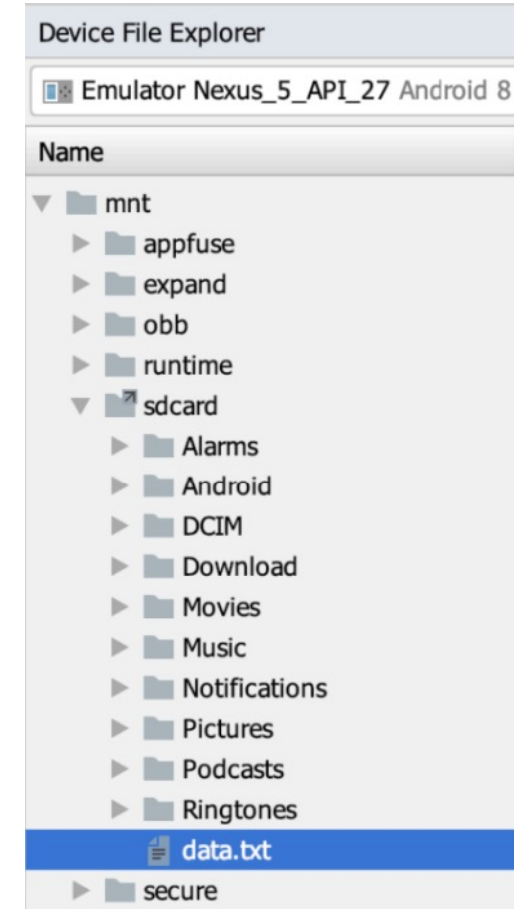 Device File Explorer
Emulator Nexus_5_API_27 Android 8
Name
mnt
appfuse
expand
obb
runtime
sdcard
Alarms
Android
DCIM
Download
Movies
Music
Notifications
Pictures
Podcasts
Ringtones
data.txt
secure